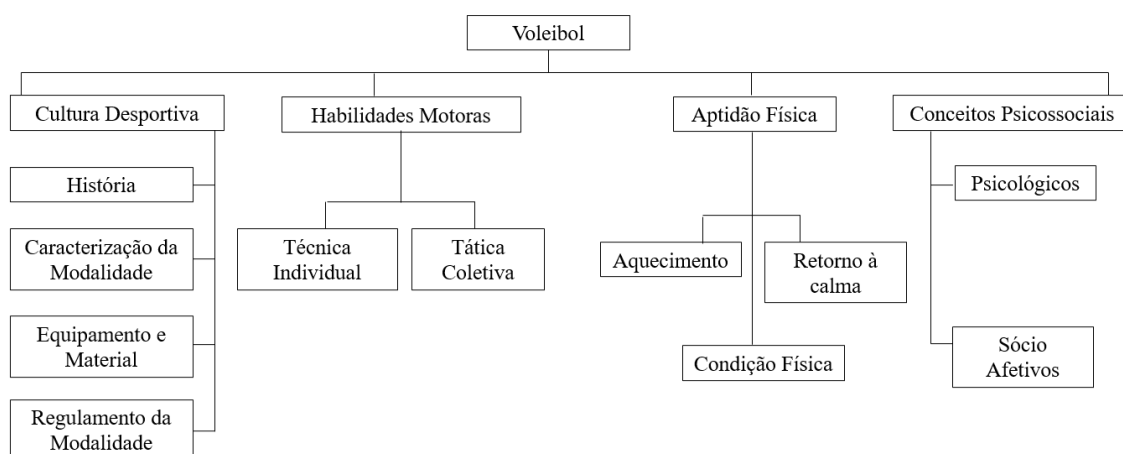 Voleibol
Cultura Desportiva
Habilidades Motoras
Aptidão Física
Conceitos Psicossociais
História
Caracterização da
Modalidade
Equipamento e
Material
Regulamento da
Modalidade
Técnica
Individual
Tática
Coletiva
Aquecimento
Retorno à
calma
Condição Física
Psicológicos
Sócio
Afetivos